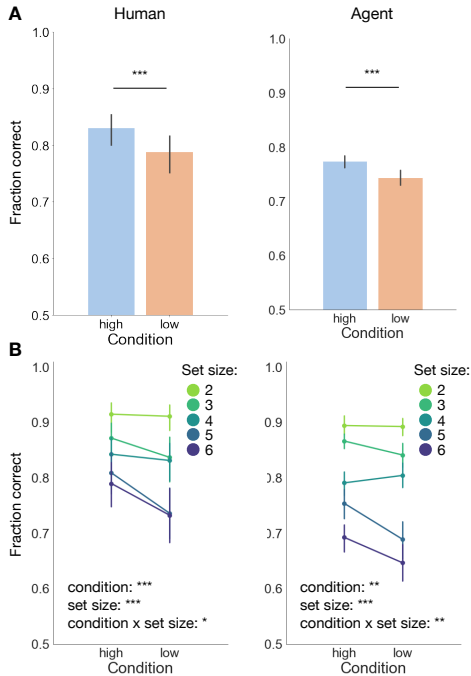 A
Human
Agent
1.0
0.9
0.8
0.7
0.6
0.5
Fraction correct
***
high
low
Condition
1.0
0.9
0.8
0.7
0.6
0.5
***
high
low
Condition
B
1.0
0.9
0.8
0.7
0.6
0.5
Fraction correct
Set size:
2
3
4
5
6
condition: ***
set size: ***
condition x set size: *
high
low
Condition
1.0
0.9
0.8
0.7
0.6
0.5
Set size:
2
3
4
5
6
condition: **
set size: ***
condition x set size: **
high
low
Condition